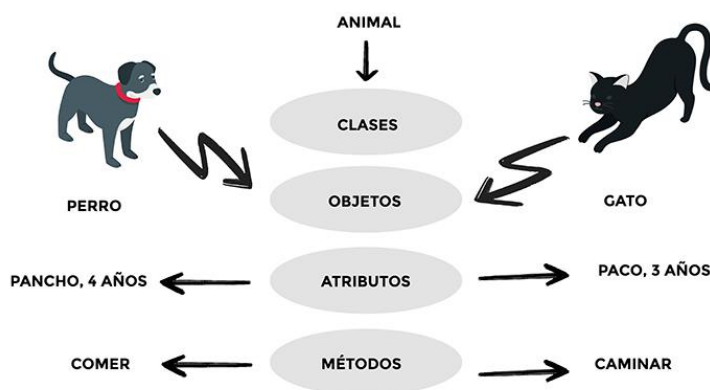 ANIMAL
CLASES
OBJETOS
PERRO
GATO
PANCHO, 4 AÑOS
ATRIBUTOS
PACO, 3 AÑOS
COMER
MÉTODOS
CAMINAR